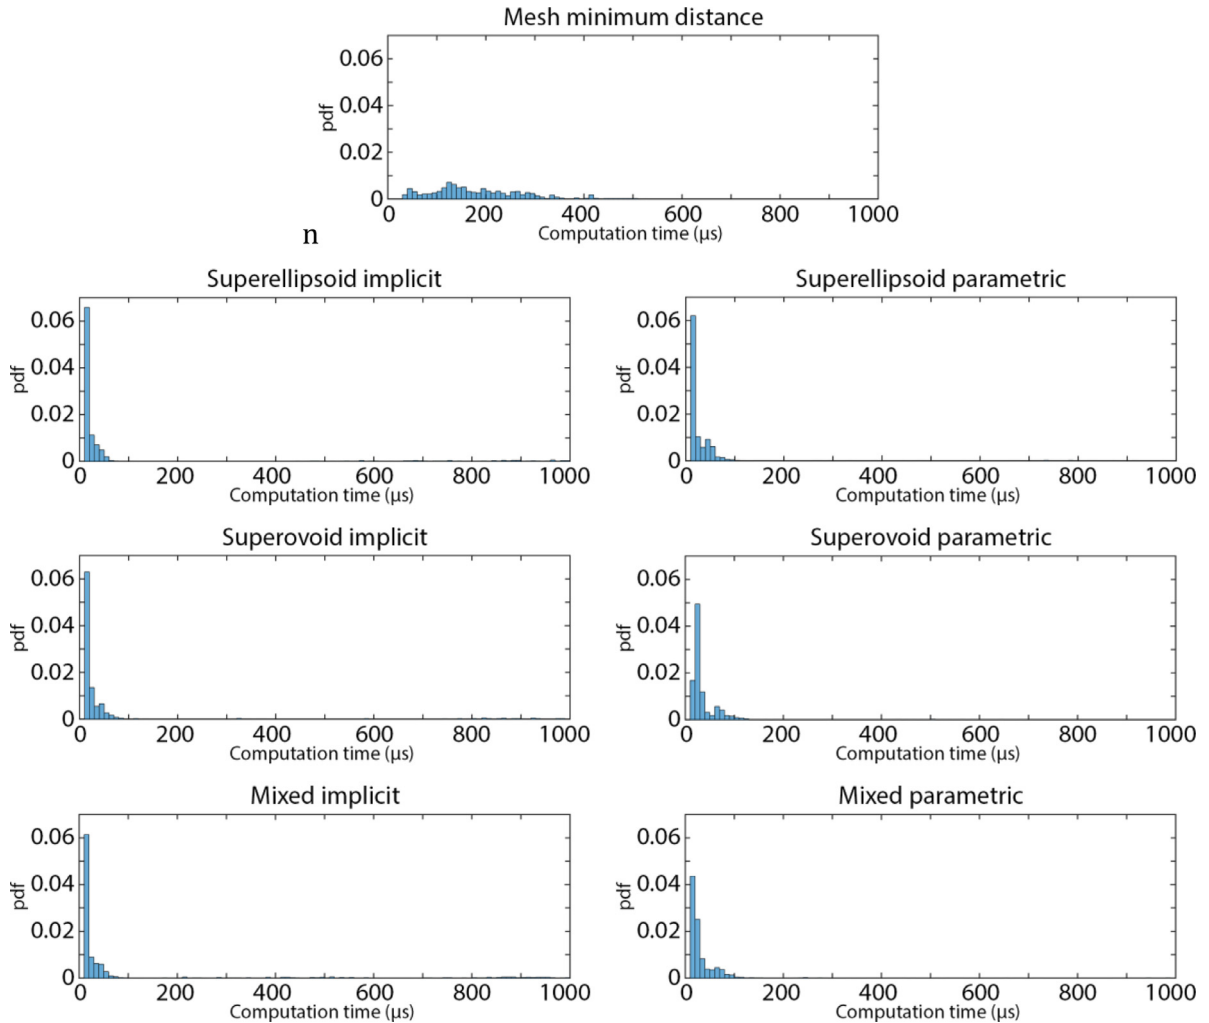 Mesh minimum distance
0.06
0.04
0.02
0
pdf
0 200 400 600 800 1000
Computation time (μs)
n
Superellipsoid implicit
0.06
0.04
0.02
0
pdf
0 200 400 600 800 1000
Computation time (μs)
Superellipsoid parametric
0.06
0.04
0.02
0
pdf
0 200 400 600 800 1000
Computation time (μs)
Superovoid implicit
0.06
0.04
0.02
0
pdf
0 200 400 600 800 1000
Computation time (μs)
Superovoid parametric
0.06
0.04
0.02
0
pdf
0 200 400 600 800 1000
Computation time (μs)
Mixed implicit
0.06
0.04
0.02
0
pdf
0 200 400 600 800 1000
Computation time (μs)
Mixed parametric
0.06
0.04
0.02
0
pdf
0 200 400 600 800 1000
Computation time (μs)